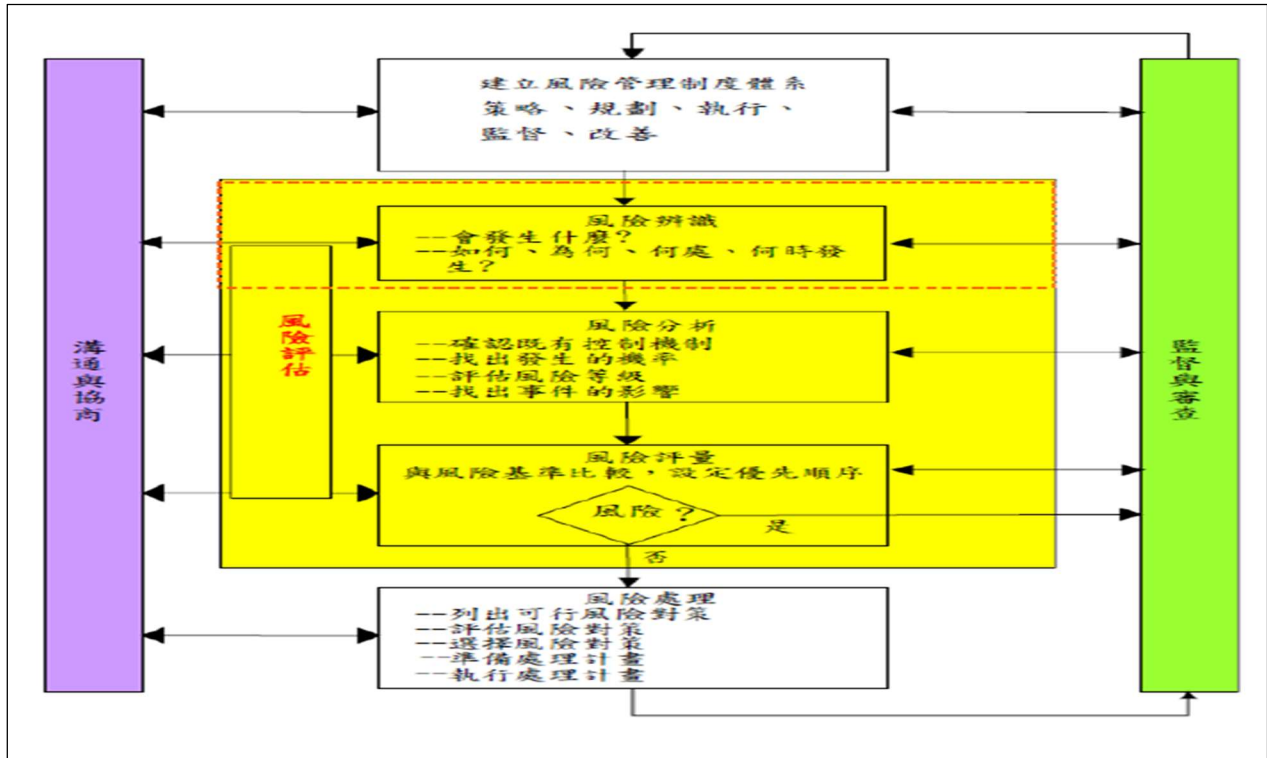 建立風險管理制度體系
策略、規劃、執行、
監督、改善
風險辨識
--會發生什麼?
--如何、為何、何處、何時發
生?
風險評估
風險分析
--確認既有控制機制
--找出發生的機率
--評估風險等級
--找出事件的影響
溝通與協商
監督與審查
風險評量
與風險基準比較，設定優先順序
風險？
是
否
風險處理
--列出可行風險對策
--評估風險對策
--選擇風險對策
--準備處理計畫
--執行處理計畫